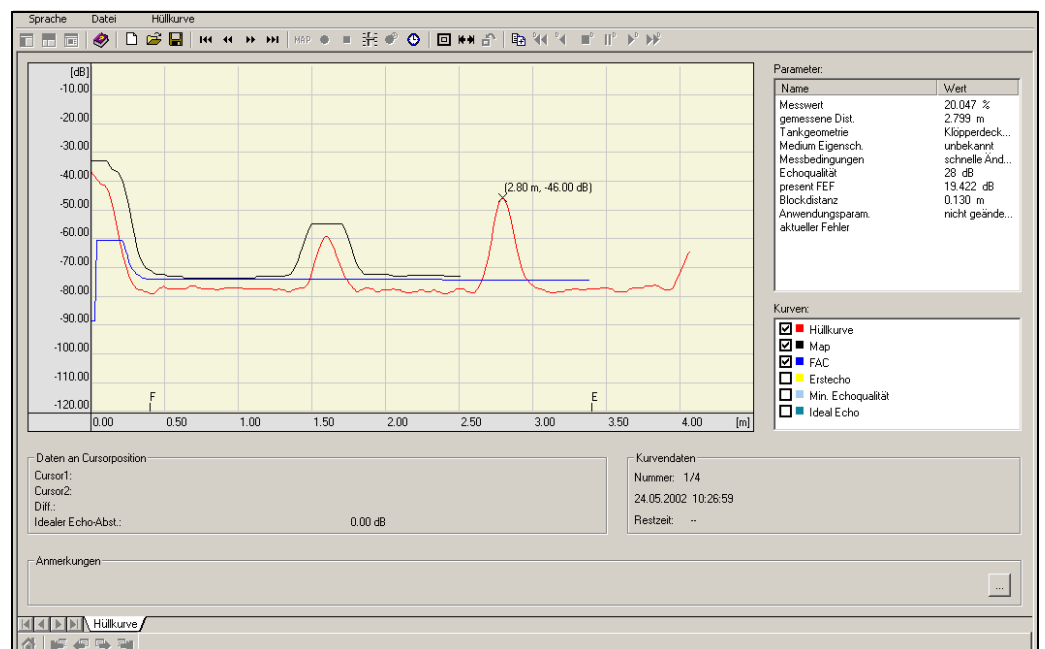 Sprache Datei Hüllkurve
MAP
[dB]
-10.00
-20.00
-30.00
-40.00
-50.00
-60.00
-70.00
-80.00
-90.00
-100.00
-110.00
-120.00
(2.80 m, -46.00 dB)
F
E
0.00 0.50 1.00 1.50 2.00 2.50 3.00 3.50 4.00 [m]
Parameter:
Name Wert
Messwert 20.047 %
gemessene Dist. 2.799 m
Tankgeometrie Klöpperdeck...
Medium Eigensch. unbekannt
Messbedingungen schnelle Änd...
Echoqualität 28 dB
present FEF 19.422 dB
Blockdistanz 0.130 m
Anwendungsparam. nicht geände...
aktueller Fehler
Kurven:
Hüllkurve
Map
FAC
Erstecho
Min. Echoqualität
Ideal Echo
Daten an Cursorposition
Cursor1:
Cursor2:
Diff.:
Idealer Echo-Abst.: 0.00 dB
Kurvendaten
Nummer: 1/4
24.05.2002 10:26:59
Restzeit: --
Anmerkungen
...
Hüllkurve